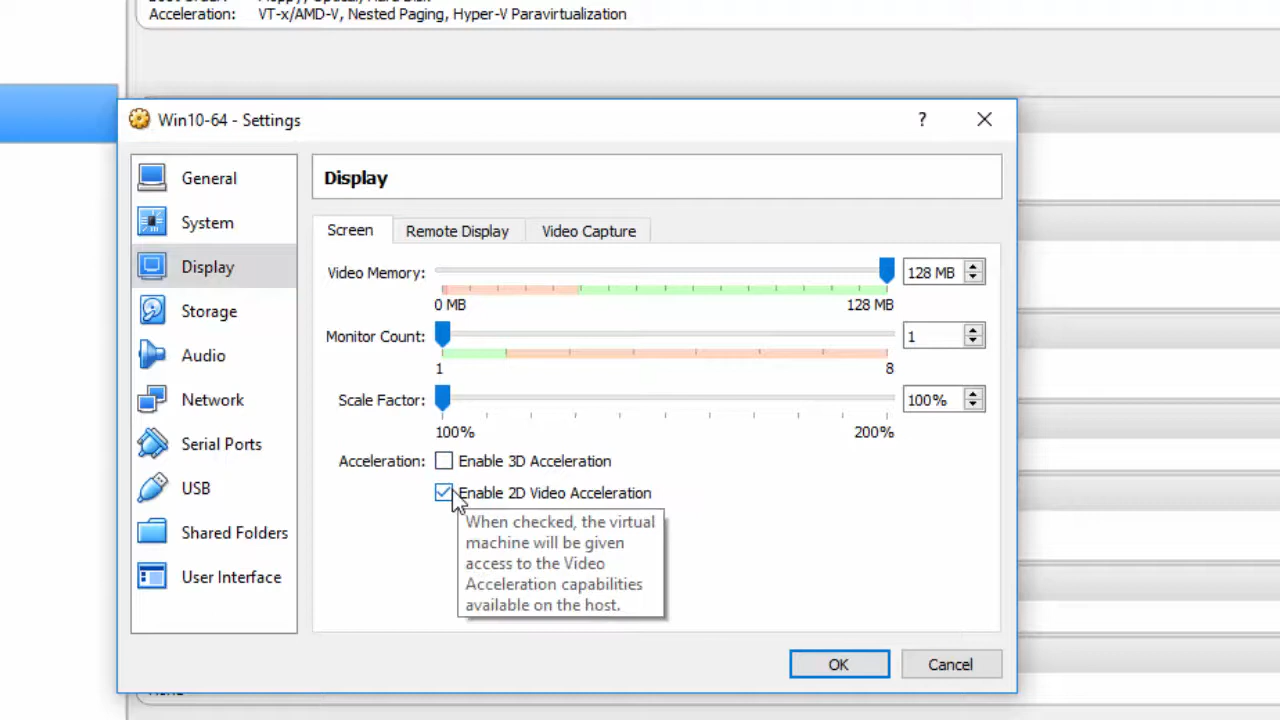 Acceleration: VT-x/AMD-V, Nested Paging, Hyper-V Paravirtualization
Win10-64 - Settings
?
General
System
Display
Storage
Audio
Network
Serial Ports
USB
Shared Folders
User Interface
Display
Screen
Remote Display
Video Capture
Video Memory:
128 MB
0 MB
128 MB
Monitor Count:
1
1
8
Scale Factor:
100%
100%
200%
Acceleration:
Enable 3D Acceleration
Enable 2D Video Acceleration
When checked, the virtual
machine will be given
access to the Video
Acceleration capabilities
available on the host.
OK
Cancel